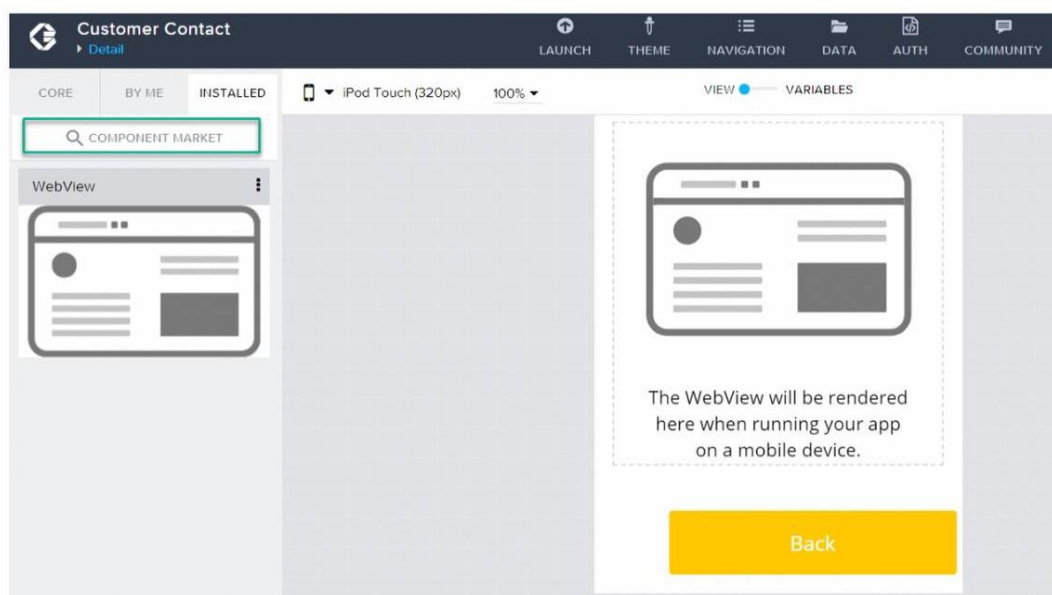 Customer Contact
Detail
LAUNCH
THEME
NAVIGATION
DATA
AUTH
COMMUNITY
CORE
BY ME
INSTALLED
iPod Touch (320px)
100%
VIEW
VARIABLES
COMPONENT MARKET
WebView
The WebView will be rendered
here when running your app
on a mobile device.
Back